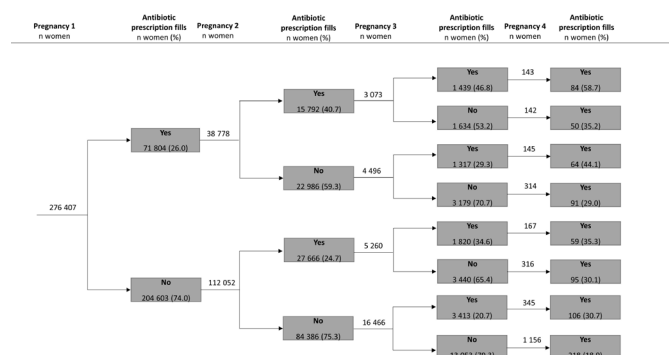 Pregnancy 1
n women
Antibiotic
prescription fills
n women (%)
Pregnancy 2
n women
Antibiotic
prescription fills
n women (%)
Pregnancy 3
n women
Antibiotic
prescription fills
n women (%)
Pregnancy 4
n women
Antibiotic
prescription fills
n women (%)
276 407
Yes
71 804 (26.0)
No
204 603 (74.0)
38 778
112 052
Yes
15 792 (40.7)
No
22 986 (59.3)
Yes
27 666 (24.7)
No
84 386 (75.3)
3 073
4 496
5 260
16 466
Yes
1 439 (46.8)
No
1 634 (53.2)
Yes
1 317 (29.3)
No
3 179 (70.7)
Yes
1 820 (34.6)
No
3 440 (65.4)
Yes
3 413 (20.7)
No
143
142
145
314
167
316
345
1 156
Yes
84 (58.7)
Yes
50 (35.2)
Yes
64 (44.1)
Yes
91 (29.0)
Yes
59 (35.3)
Yes
95 (30.1)
Yes
106 (30.7)
Yes